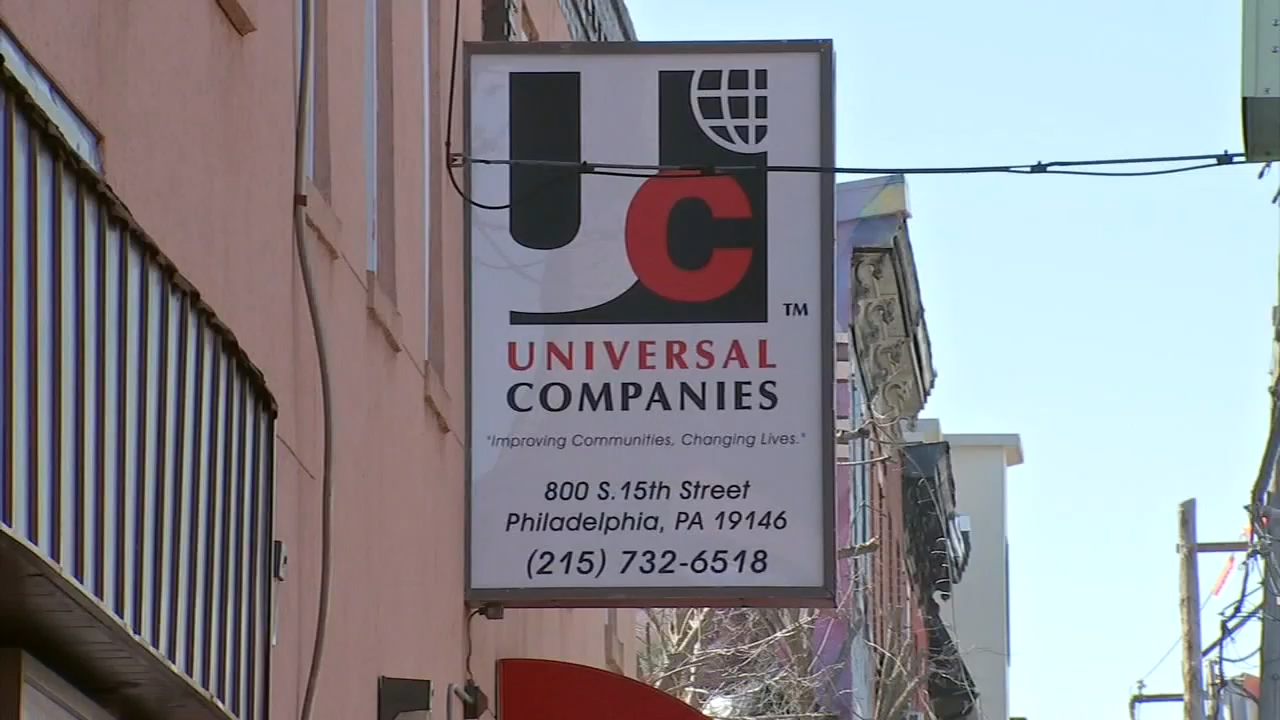 UC
TM
UNIVERSAL
COMPANIES
"Improving Communities, Changing Lives."
800 S. 15th Street
Philadelphia, PA 19146
(215) 732-6518